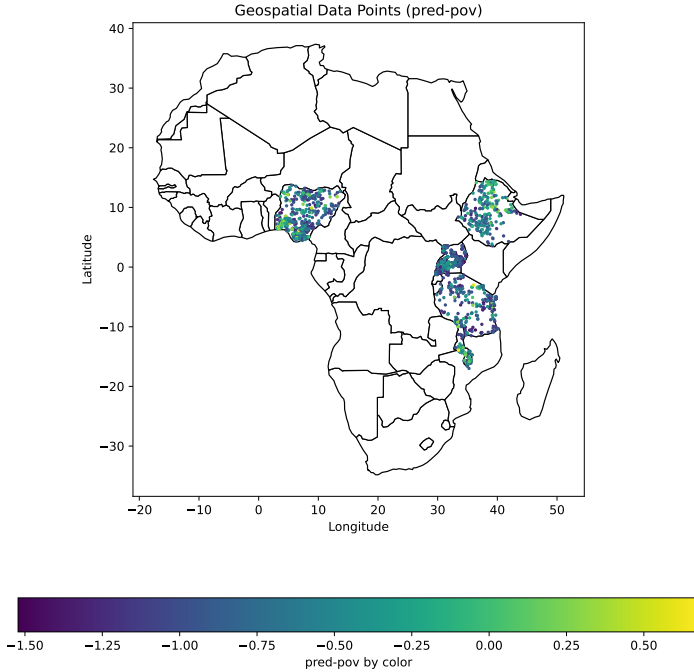 Geospatial Data Points (pred-pov)
40
30
20
10
0
−10
−20
−30
Latitude
−20 −10 0 10 20 30 40 50
Longitude
−1.50 −1.25 −1.00 −0.75 −0.50 −0.25 0.00 0.25 0.50
pred-pov by color